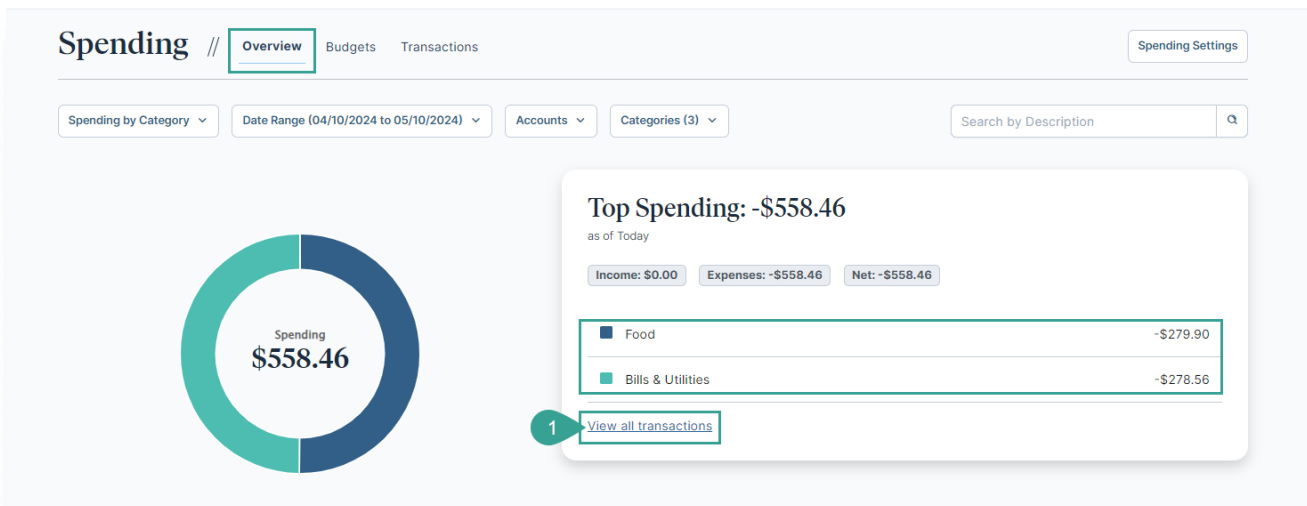 Spending // Overview Budgets Transactions Spending Settings
Spending by Category Date Range (04/10/2024 to 05/10/2024) Accounts Categories (3) Search by Description
Top Spending: -$558.46
as of Today
Income: $0.00 Expenses: -$558.46 Net: -$558.46
Spending
$558.46
Food -$279.90
Bills & Utilities -$278.56
1 View all transactions